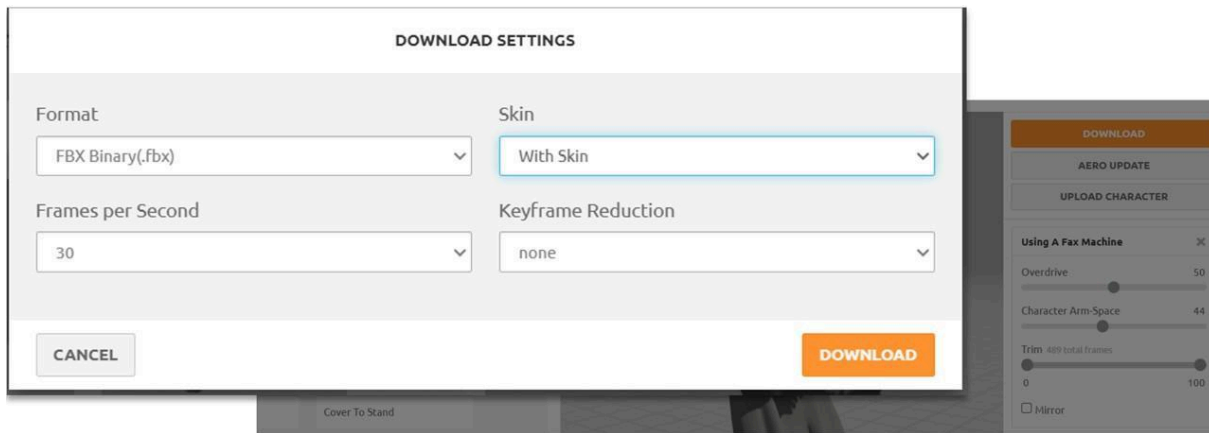 DOWNLOAD SETTINGS
Format
Skin
FBX Binary(.fbx)
With Skin
Frames per Second
Keyframe Reduction
30
none
CANCEL
DOWNLOAD
DOWNLOAD
AERO UPDATE
UPLOAD CHARACTER
Using A Fax Machine
Overdrive 50
Character Arm-Space 44
Trim 489 total frames
0 100
Mirror
Cover To Stand